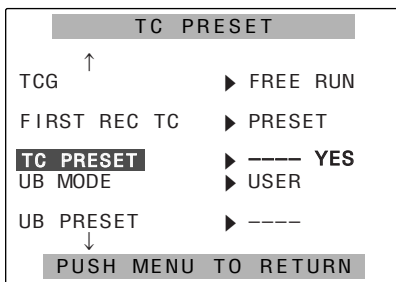 TC PRESET
↑
TCG ▶ FREE RUN
FIRST REC TC ▶ PRESET
TC PRESET ▶ ---- YES
UB MODE ▶ USER
UB PRESET ▶ ----
↓
PUSH MENU TO RETURN